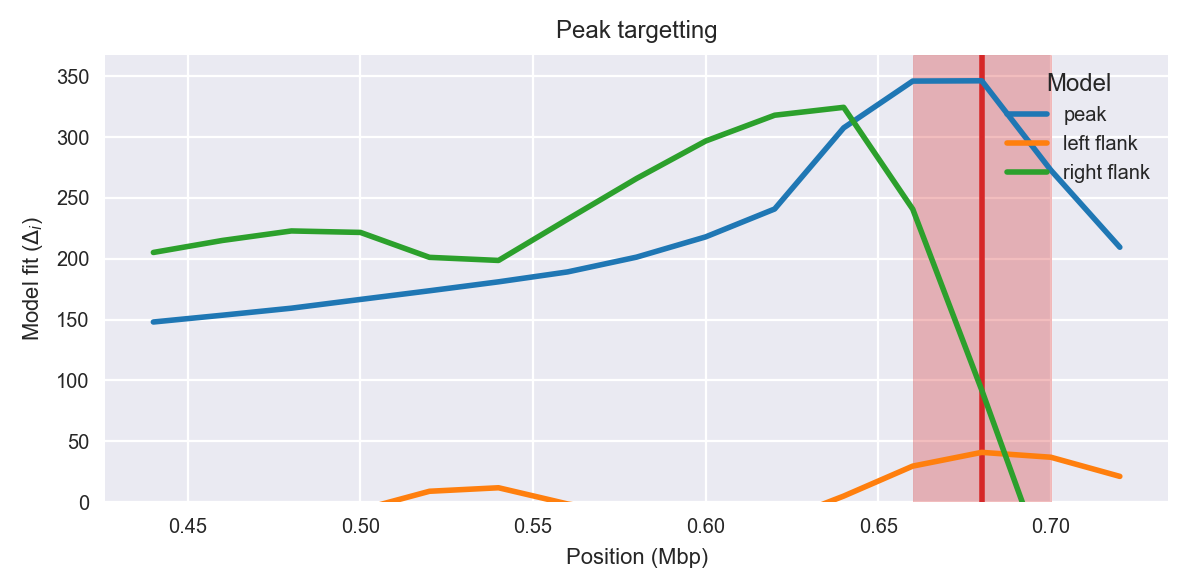 Peak targetting
Model fit (Δi)
350
300
250
200
150
100
50
0
Model
peak
left flank
right flank
0.45 0.50 0.55 0.60 0.65 0.70
Position (Mbp)